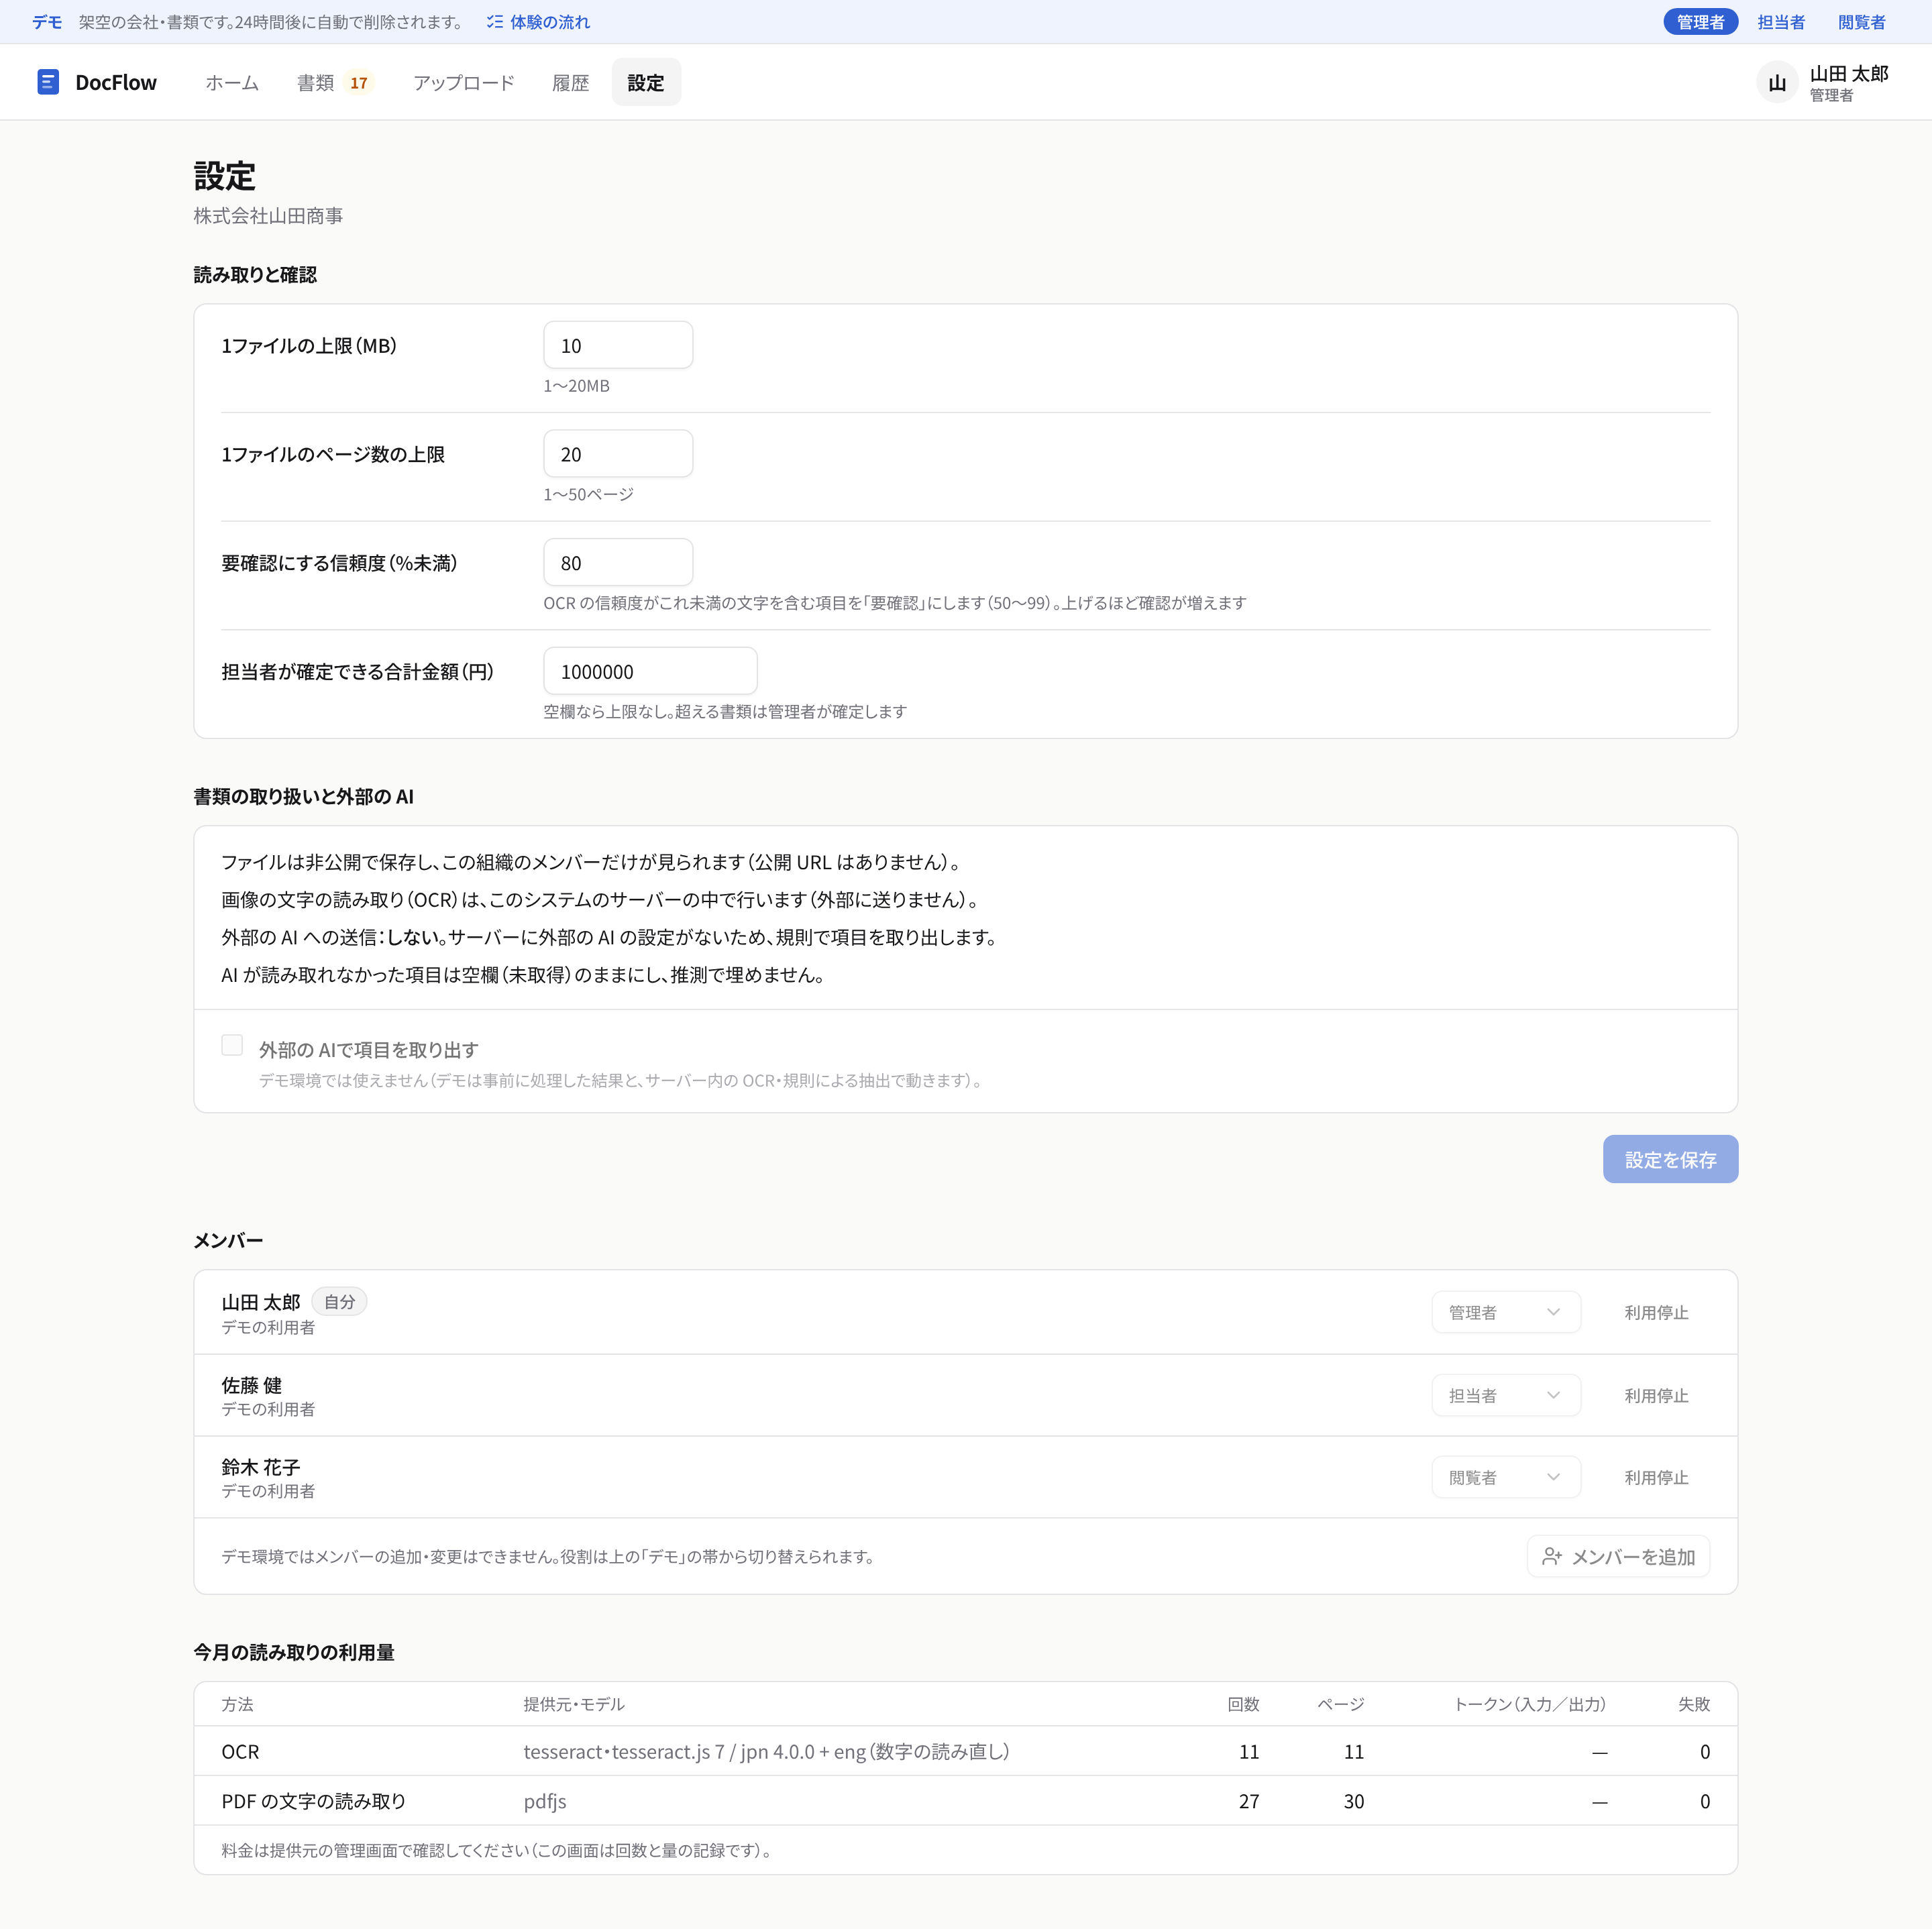 デモ 架空の会社・書類です。24時間後に自動で削除されます。 体験の流れ 管理者 担当者 閲覧者
DocFlow ホーム 書類 17 アップロード 履歴 設定 山 山田 太郎
管理者
設定
株式会社山田商事
読み取りと確認
1ファイルの上限（MB） 10
1〜20MB
1ファイルのページ数の上限 20
1〜50ページ
要確認にする信頼度（%未満） 80
OCR の信頼度がこれ未満の文字を含む項目を「要確認」にします（50〜99）。上げるほど確認が増えます
担当者が確定できる合計金額（円） 1000000
空欄なら上限なし。超える書類は管理者が確定します
書類の取り扱いと外部の AI
ファイルは非公開で保存し、この組織のメンバーだけが見られます（公開 URL はありません）。
画像の文字の読み取り（OCR）は、このシステムのサーバーの中で行います（外部に送りません）。
外部の AI への送信：しない。サーバーに外部の AI の設定がないため、規則で項目を取り出します。
AI が読み取れなかった項目は空欄（未取得）のままにし、推測で埋めません。
外部の AIで項目を取り出す
デモ環境では使えません（デモは事前に処理した結果と、サーバー内の OCR・規則による抽出で動きます）。
設定を保存
メンバー
山田 太郎 自分
デモの利用者
管理者 利用停止
佐藤 健
デモの利用者
担当者 利用停止
鈴木 花子
デモの利用者
閲覧者 利用停止
デモ環境ではメンバーの追加・変更はできません。役割は上の「デモ」の帯から切り替えられます。 メンバーを追加
今月の読み取りの利用量
方法 提供元・モデル 回数 ページ トークン（入力／出力） 失敗
OCR tesseract・tesseract.js 7 / jpn 4.0.0 + eng（数字の読み直し） 11 11 — 0
PDF の文字の読み取り pdfjs 27 30 — 0
料金は提供元の管理画面で確認してください（この画面は回数と量の記録です）。